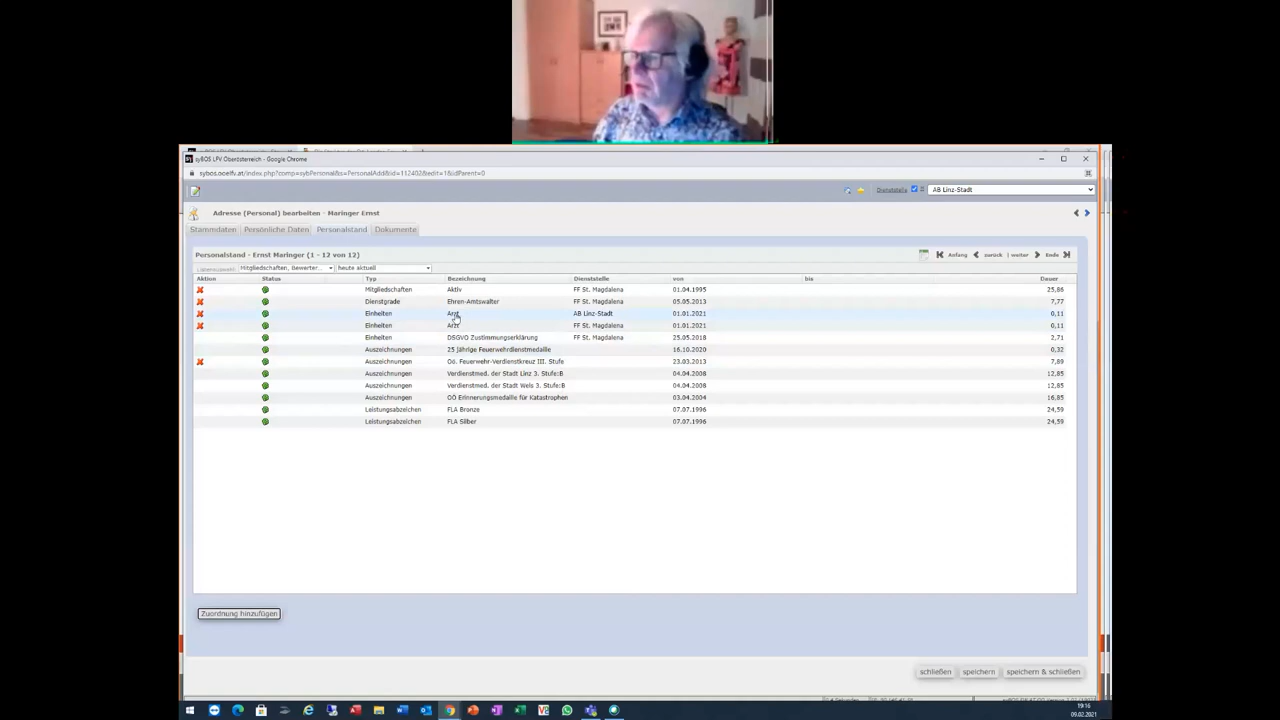 syBOS LFV Oberösterreich - Google Chrome
sybos.ooelfv.at/index.php?comp=sybPersonal&s=PersonalAdd&id=112402&edit=1&idParent=0
Dienststelle AB Linz-Stadt
Adresse (Personal) bearbeiten - Maringer Ernst
Stammdaten Persönliche Daten Personalstand Dokumente
Personalstand - Ernst Maringer (1 - 12 von 12) Anfang zurück | weiter Ende
Mitgliedschaften, Bewerter... heute aktuell
Aktion Status Typ Bezeichnung Dienststelle von bis Dauer
Mitgliedschaften Aktiv FF St. Magdalena 01.04.1995 25,86
Dienstgrade Ehren-Amtswalter FF St. Magdalena 05.05.2013 7,77
Einheiten Arzt AB Linz-Stadt 01.01.2021 0,11
Einheiten Arzt FF St. Magdalena 01.01.2021 0,11
Einheiten DSGVO Zustimmungserklärung FF St. Magdalena 25.05.2018 2,71
Auszeichnungen 25 jährige Feuerwehrdienstmedaille 16.10.2020 0,32
Auszeichnungen Oö. Feuerwehr-Verdienstkreuz III. Stufe 23.03.2013 7,89
Auszeichnungen Verdienstmed. der Stadt Linz 3. Stufe:B 04.04.2008 12,85
Auszeichnungen Verdienstmed. der Stadt Wels 3. Stufe:B 04.04.2008 12,85
Auszeichnungen OÖ Erinnerungsmedaille für Katastrophen 03.04.2004 16,85
Leistungsabzeichen FLA Bronze 07.07.1996 24,59
Leistungsabzeichen FLA Silber 07.07.1996 24,59
Zuordnung hinzufügen
schließen speichern speichern & schließen
19:16
09.02.2021